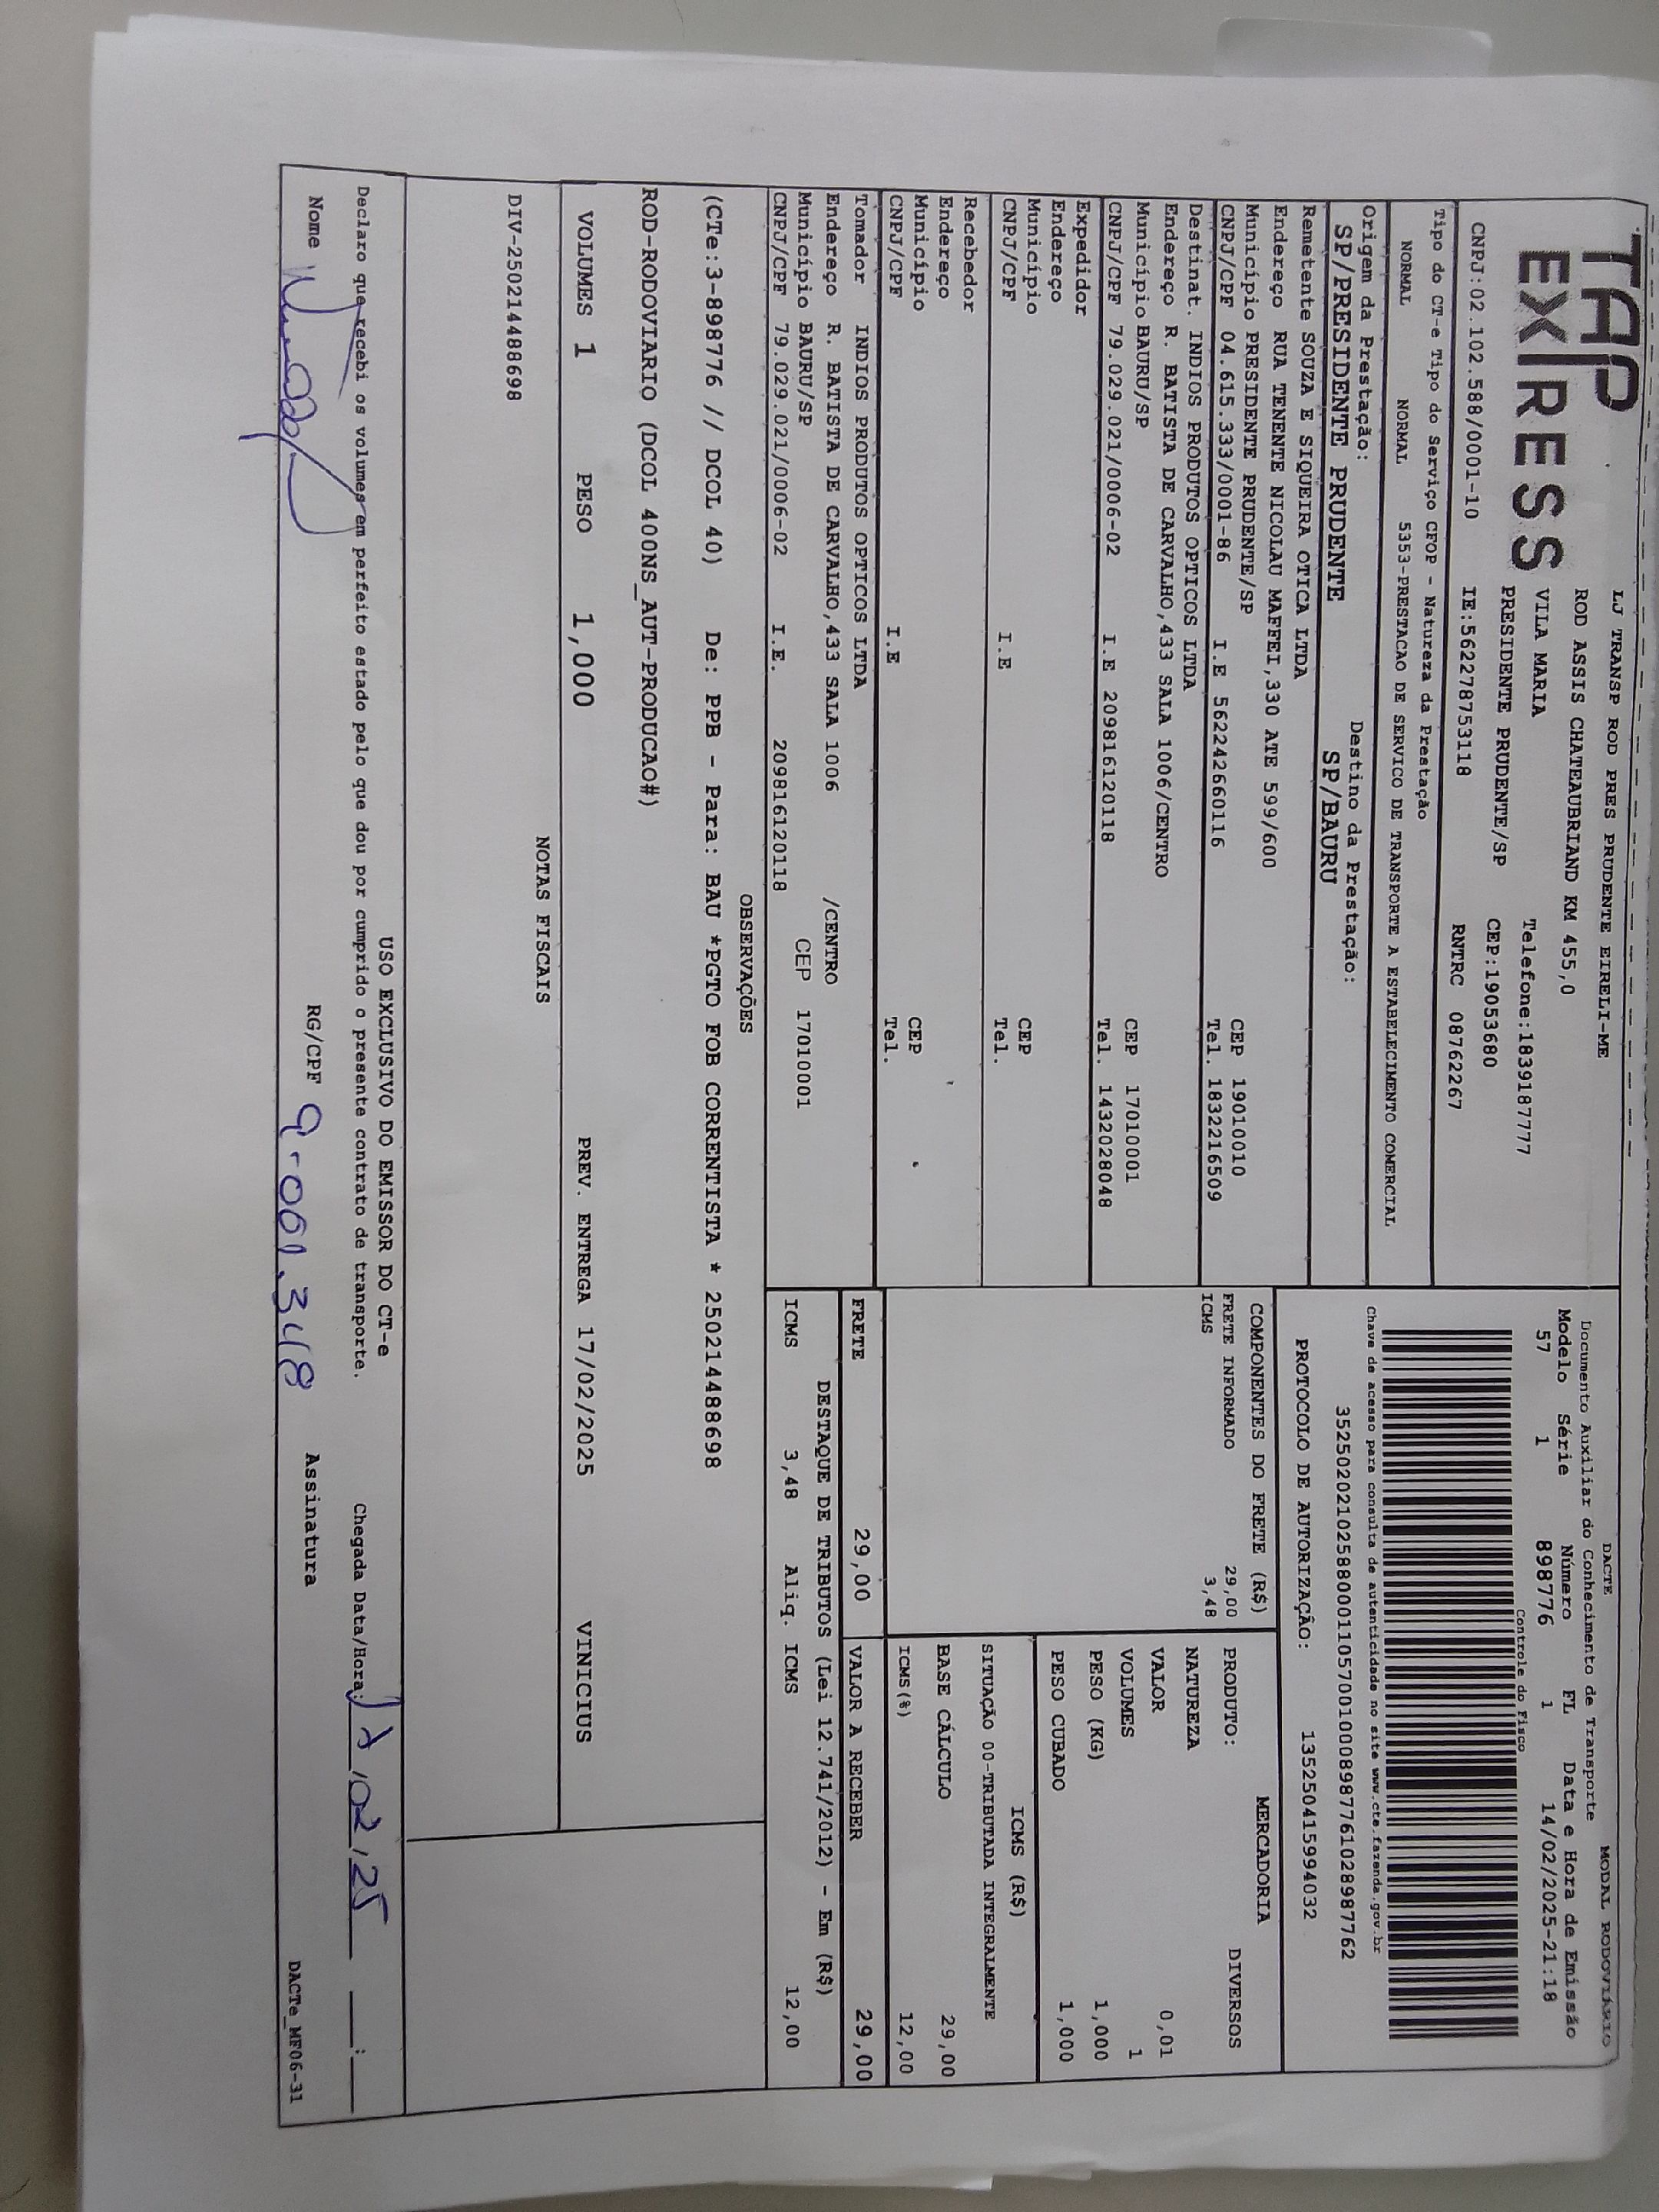 TAP
EXPRESS
LJ TRANSP ROD PRES PRUDENTE EIRELI-ME
ROD ASSIS CHATEAUBRIAND KM 455,0
VILA MARIA
Telefone:1839187777
PRESIDENTE PRUDENTE/SP CEP:19053680
CNPJ:02.102.588/0001-10 IE:562278753118 RNTRC 08762267
Tipo do CT-e Tipo do Serviço CFOP - Natureza da Prestação
NORMAL NORMAL 5353-PRESTACAO DE SERVICO DE TRANSPORTE A ESTABELECIMENTO COMERCIAL
Origem da Prestação: Destino da Prestação:
SP/PRESIDENTE PRUDENTE SP/BAURU
Remetente SOUZA E SIQUEIRA OTICA LTDA
Endereço RUA TENENTE NICOLAU MAFFEI,330 ATE 599/600
Município PRESIDENTE PRUDENTE/SP CEP 19010010
CNPJ/CPF 04.615.333/0001-86 I.E 562242660116 Tel. 1832216509
Destinat. INDIOS PRODUTOS OPTICOS LTDA
Endereço R. BATISTA DE CARVALHO,433 SALA 1006/CENTRO
Município BAURU/SP CEP 17010001
CNPJ/CPF 79.029.021/0006-02 I.E 209816120118 Tel. 1432028048
Expedidor
Endereço
Município CEP
CNPJ/CPF I.E Tel.
Recebedor
Endereço
Município CEP
CNPJ/CPF I.E Tel.
Tomador INDIOS PRODUTOS OPTICOS LTDA
Endereço R. BATISTA DE CARVALHO,433 SALA 1006 /CENTRO
Município BAURU/SP CEP 17010001
CNPJ/CPF 79.029.021/0006-02 I.E. 209816120118
DACTE MODAL RODOVIÁRIO
Documento Auxiliar do Conhecimento de Transporte
Modelo Série Número FL Data e Hora de Emissão
57 1 898776 1 14/02/2025-21:18
Controle do Fisco
Chave de acesso para consulta de autenticidade no site www.cte.fazenda.gov.br
35250202102588000110570010008987761028987762
PROTOCOLO DE AUTORIZAÇÃO: 135250415994032
COMPONENTES DO FRETE (R$)
FRETE INFORMADO 29,00
ICMS 3,48
MERCADORIA
PRODUTO: DIVERSOS
NATUREZA
VALOR 0,01
VOLUMES 1
PESO (KG) 1,000
PESO CUBADO 1,000
ICMS (R$)
SITUAÇÃO 00-TRIBUTADA INTEGRALMENTE
BASE CÁLCULO 29,00
ICMS(%) 12,00
FRETE 29,00 VALOR A RECEBER 29,00
DESTAQUE DE TRIBUTOS (Lei 12.741/2012) - Em (R$)
ICMS 3,48 Aliq. ICMS 12,00
OBSERVAÇÕES
(CTe:3-898776 // DCOL 40) De: PPB - Para: BAU *PGTO FOB CORRENTISTA * 250214488698
ROD-RODOVIARIO (DCOL 400NS_AUT-PRODUCAO#)
VOLUMES 1 PESO 1,000 PREV. ENTREGA 17/02/2025 VINICIUS
NOTAS FISCAIS
DIV-250214488698
USO EXCLUSIVO DO EMISSOR DO CT-e
Declaro que recebi os volumes em perfeito estado pelo que dou por cumprido o presente contrato de transporte. Chegada Data/Hora: 17/02/25 :
Nome RG/CPF 9.001.348 Assinatura
DACTe_MF06-31